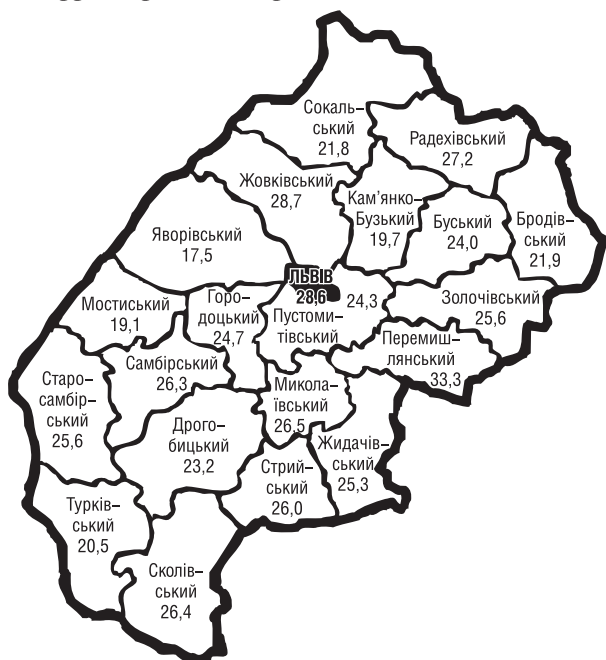 Сокаль–
ський
21,8
Радехівський
27,2
Жовківський
28,7
Кам’янко–
Бузький
19,7
Буський
24,0
Бродів–
ський
21,9
Яворівський
17,5
ЛЬВІВ
28,6
24,3
Пустоми–
тівський
Золочівський
25,6
Мостиський
19,1
Горо–
доцький
24,7
Перемиш–
лянський
33,3
Самбірський
26,3
Старо–
самбір–
ський
25,6
Микола–
ївський
26,5
Дрого–
бицький
23,2
Жидачів–
ський
25,3
Стрий–
ський
26,0
Турків–
ський
20,5
Сколів–
ський
26,4